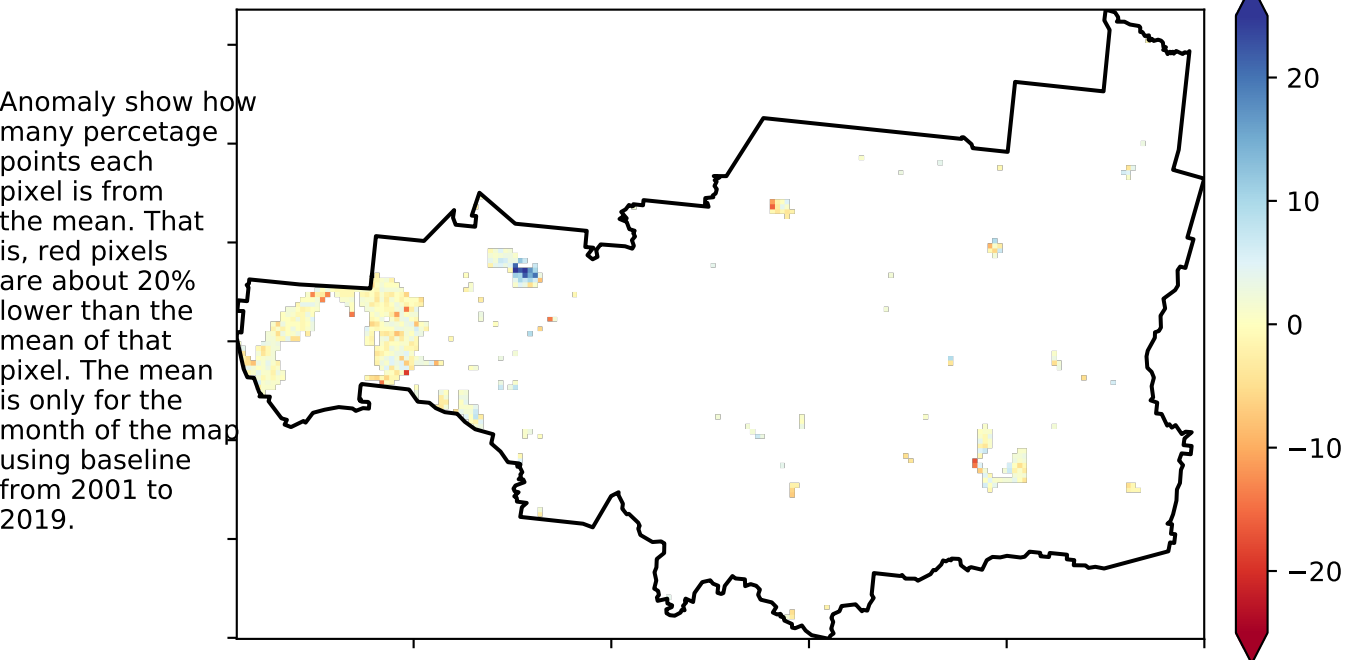 Anomaly show how
many percetage
points each
pixel is from
the mean. That
is, red pixels
are about 20%
lower than the
mean of that
pixel. The mean
is only for the
month of the map
using baseline
from 2001 to
2019.
20
10
0
−10
−20